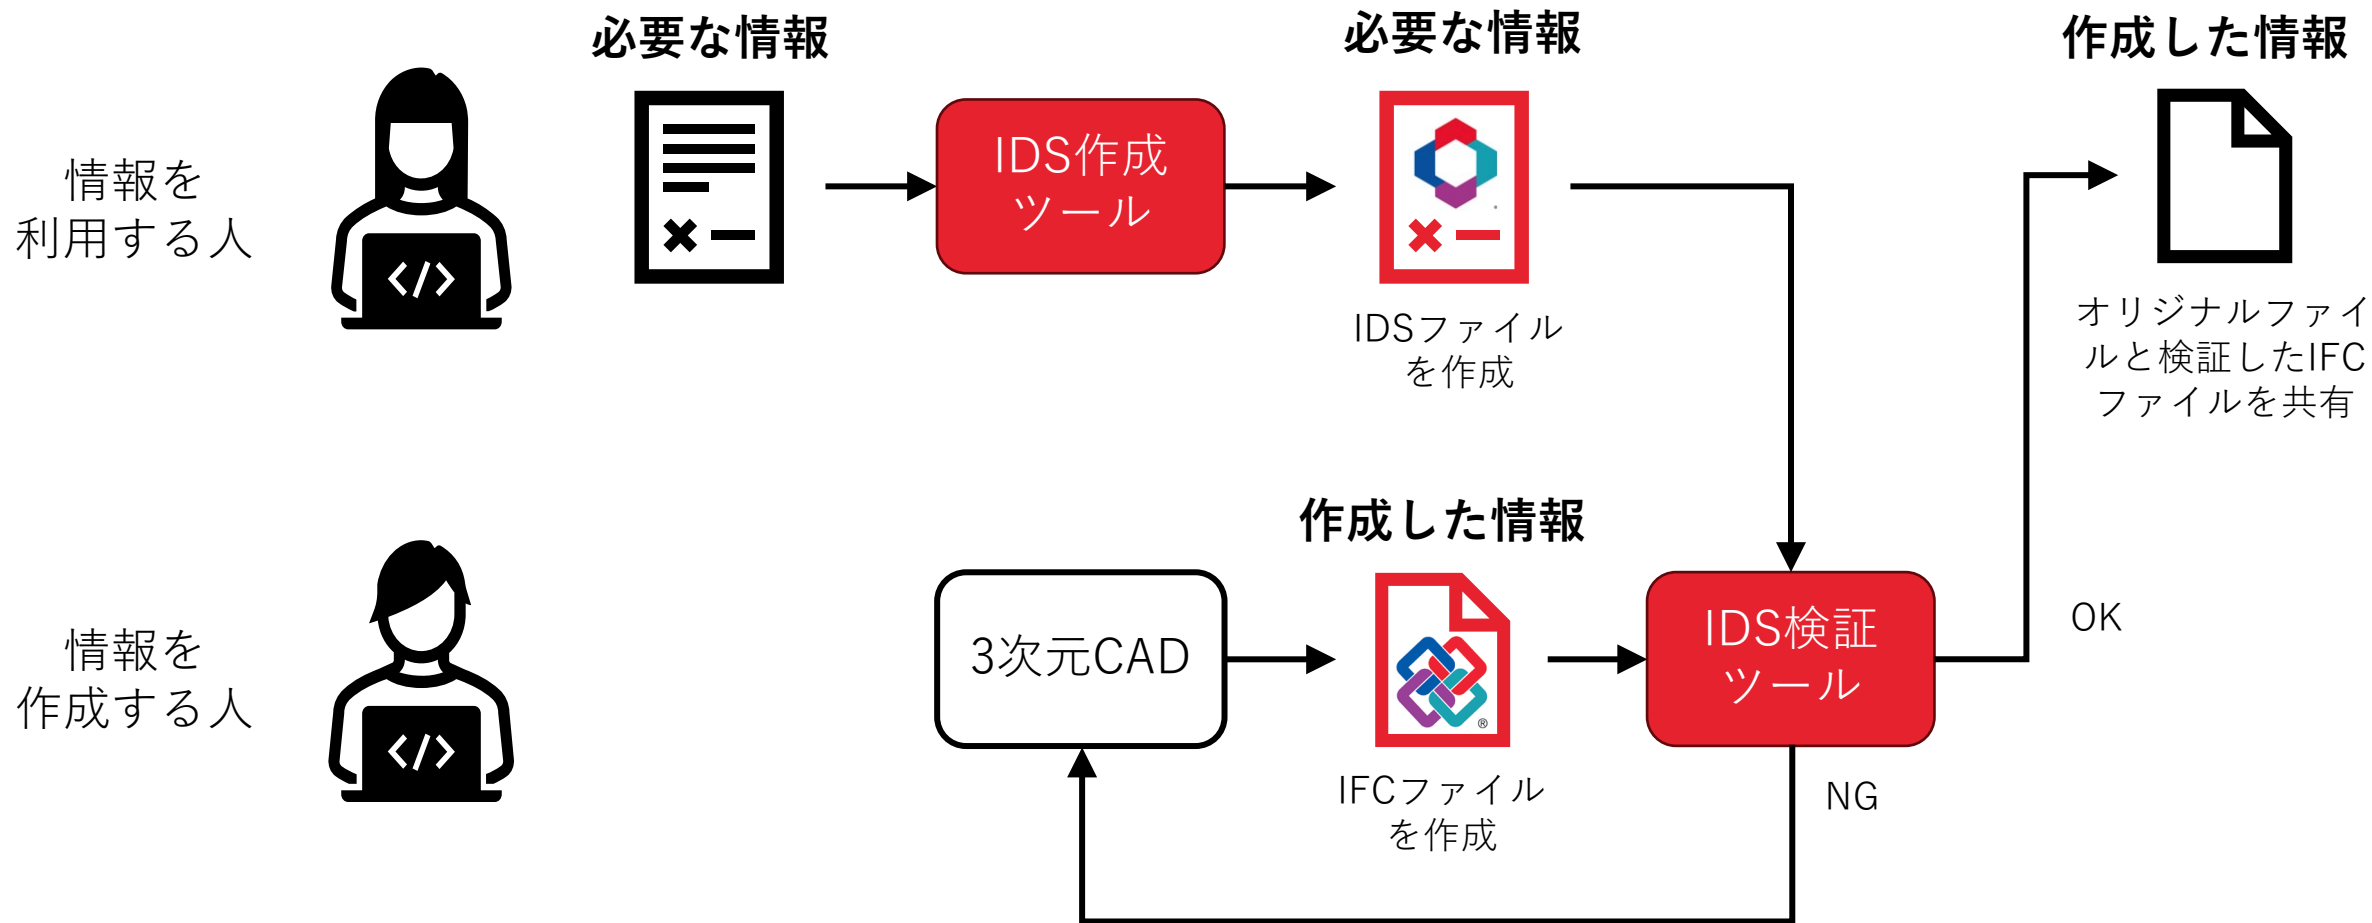 必要な情報
必要な情報
作成した情報
情報を
利用する人
IDS作成
ツール
IDSファイル
を作成
オリジナルファイ
ルと検証したIFC
ファイルを共有
作成した情報
情報を
作成する人
3次元CAD
IFCファイル
を作成
IDS検証
ツール
OK
NG